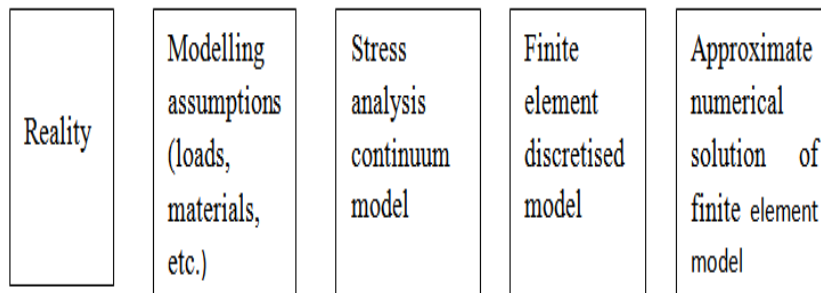 Reality
Modelling
assumptions
(loads,
materials,
etc.)
Stress
analysis
continuum
model
Finite
element
discretised
model
Approximate
numerical
solution of
finite element
model